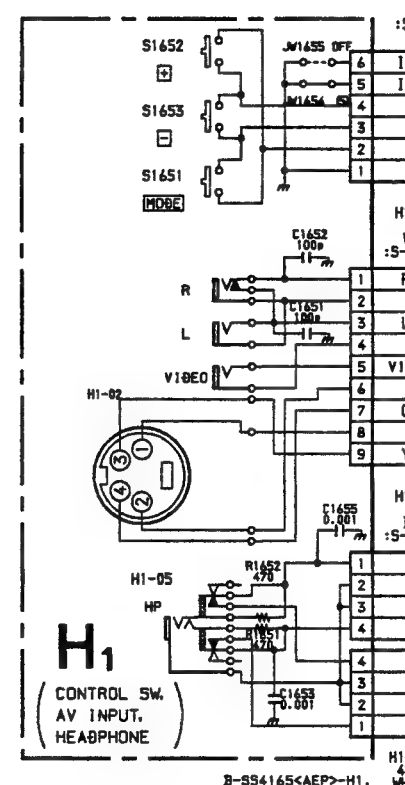 :S
S1652
JW1655 OFF
6 I
+
5 I
S1653
JW1654
4
3
−
2
S1651
1
MODE
H
C1652
100p
:S-
R
1
2
C1651
100p
3
L
4
VIDEO
5 VI
H1-02
6
7
8
9
3 1
4 2
H
C1655
0.001
:S-
1
H1-05
R1652
470
2
HP
3
R1651
470
4
H1
4
3
C1653
0.001
2
1
CONTROL SW.
AV INPUT.
HEADPHONE
H1
B-SS4165<AEP>-H1.